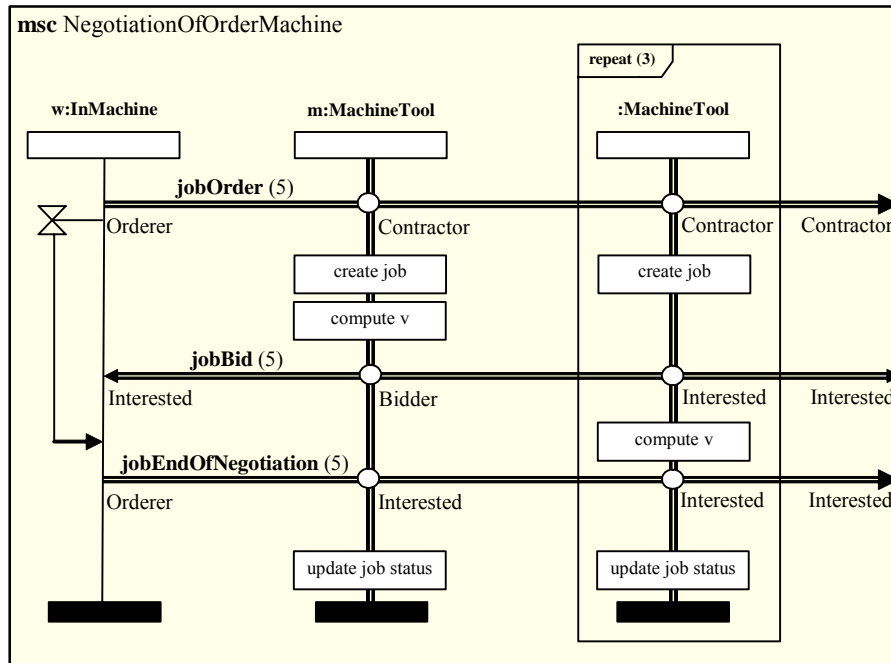 msc NegotiationOfOrderMachine
repeat (3)
w:InMachine m:MachineTool :MachineTool
jobOrder (5)
Orderer Contractor Contractor Contractor
create job create job
compute v
jobBid (5)
Interested Bidder Interested Interested
compute v
jobEndOfNegotiation (5)
Orderer Interested Interested Interested
update job status update job status